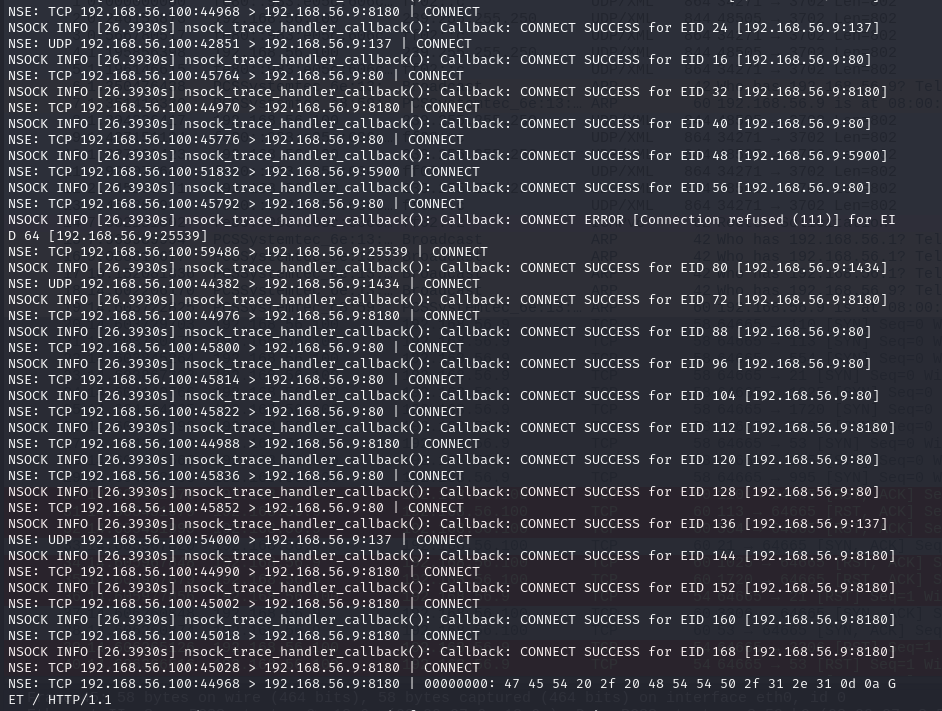 NSE: TCP 192.168.56.100:44968 > 192.168.56.9:8180 | CONNECT
NSOCK INFO [26.3930s] nsock_trace_handler_callback(): Callback: CONNECT SUCCESS for EID 24 [192.168.56.9:137]
NSE: UDP 192.168.56.100:42851 > 192.168.56.9:137 | CONNECT
NSOCK INFO [26.3930s] nsock_trace_handler_callback(): Callback: CONNECT SUCCESS for EID 16 [192.168.56.9:80]
NSE: TCP 192.168.56.100:45764 > 192.168.56.9:80 | CONNECT
NSOCK INFO [26.3930s] nsock_trace_handler_callback(): Callback: CONNECT SUCCESS for EID 32 [192.168.56.9:8180]
NSE: TCP 192.168.56.100:44970 > 192.168.56.9:8180 | CONNECT
NSOCK INFO [26.3930s] nsock_trace_handler_callback(): Callback: CONNECT SUCCESS for EID 40 [192.168.56.9:80]
NSE: TCP 192.168.56.100:45776 > 192.168.56.9:80 | CONNECT
NSOCK INFO [26.3930s] nsock_trace_handler_callback(): Callback: CONNECT SUCCESS for EID 48 [192.168.56.9:5900]
NSE: TCP 192.168.56.100:51832 > 192.168.56.9:5900 | CONNECT
NSOCK INFO [26.3930s] nsock_trace_handler_callback(): Callback: CONNECT SUCCESS for EID 56 [192.168.56.9:80]
NSE: TCP 192.168.56.100:45792 > 192.168.56.9:80 | CONNECT
NSOCK INFO [26.3930s] nsock_trace_handler_callback(): Callback: CONNECT ERROR [Connection refused (111)] for EI
D 64 [192.168.56.9:25539]
NSE: TCP 192.168.56.100:59486 > 192.168.56.9:25539 | CONNECT
NSOCK INFO [26.3930s] nsock_trace_handler_callback(): Callback: CONNECT SUCCESS for EID 80 [192.168.56.9:1434]
NSE: UDP 192.168.56.100:44382 > 192.168.56.9:1434 | CONNECT
NSOCK INFO [26.3930s] nsock_trace_handler_callback(): Callback: CONNECT SUCCESS for EID 72 [192.168.56.9:8180]
NSE: TCP 192.168.56.100:44976 > 192.168.56.9:8180 | CONNECT
NSOCK INFO [26.3930s] nsock_trace_handler_callback(): Callback: CONNECT SUCCESS for EID 88 [192.168.56.9:80]
NSE: TCP 192.168.56.100:45800 > 192.168.56.9:80 | CONNECT
NSOCK INFO [26.3930s] nsock_trace_handler_callback(): Callback: CONNECT SUCCESS for EID 96 [192.168.56.9:80]
NSE: TCP 192.168.56.100:45814 > 192.168.56.9:80 | CONNECT
NSOCK INFO [26.3930s] nsock_trace_handler_callback(): Callback: CONNECT SUCCESS for EID 104 [192.168.56.9:80]
NSE: TCP 192.168.56.100:45822 > 192.168.56.9:80 | CONNECT
NSOCK INFO [26.3930s] nsock_trace_handler_callback(): Callback: CONNECT SUCCESS for EID 112 [192.168.56.9:8180]
NSE: TCP 192.168.56.100:44988 > 192.168.56.9:8180 | CONNECT
NSOCK INFO [26.3930s] nsock_trace_handler_callback(): Callback: CONNECT SUCCESS for EID 120 [192.168.56.9:80]
NSE: TCP 192.168.56.100:45836 > 192.168.56.9:80 | CONNECT
NSOCK INFO [26.3930s] nsock_trace_handler_callback(): Callback: CONNECT SUCCESS for EID 128 [192.168.56.9:80]
NSE: TCP 192.168.56.100:45852 > 192.168.56.9:80 | CONNECT
NSOCK INFO [26.3930s] nsock_trace_handler_callback(): Callback: CONNECT SUCCESS for EID 136 [192.168.56.9:137]
NSE: UDP 192.168.56.100:54000 > 192.168.56.9:137 | CONNECT
NSOCK INFO [26.3930s] nsock_trace_handler_callback(): Callback: CONNECT SUCCESS for EID 144 [192.168.56.9:8180]
NSE: TCP 192.168.56.100:44990 > 192.168.56.9:8180 | CONNECT
NSOCK INFO [26.3930s] nsock_trace_handler_callback(): Callback: CONNECT SUCCESS for EID 152 [192.168.56.9:8180]
NSE: TCP 192.168.56.100:45002 > 192.168.56.9:8180 | CONNECT
NSOCK INFO [26.3930s] nsock_trace_handler_callback(): Callback: CONNECT SUCCESS for EID 160 [192.168.56.9:8180]
NSE: TCP 192.168.56.100:45018 > 192.168.56.9:8180 | CONNECT
NSOCK INFO [26.3930s] nsock_trace_handler_callback(): Callback: CONNECT SUCCESS for EID 168 [192.168.56.9:8180]
NSE: TCP 192.168.56.100:45028 > 192.168.56.9:8180 | CONNECT
NSE: TCP 192.168.56.100:44968 > 192.168.56.9:8180 | 00000000: 47 45 54 20 2f 20 48 54 54 50 2f 31 2e 31 0d 0a G
ET / HTTP/1.1